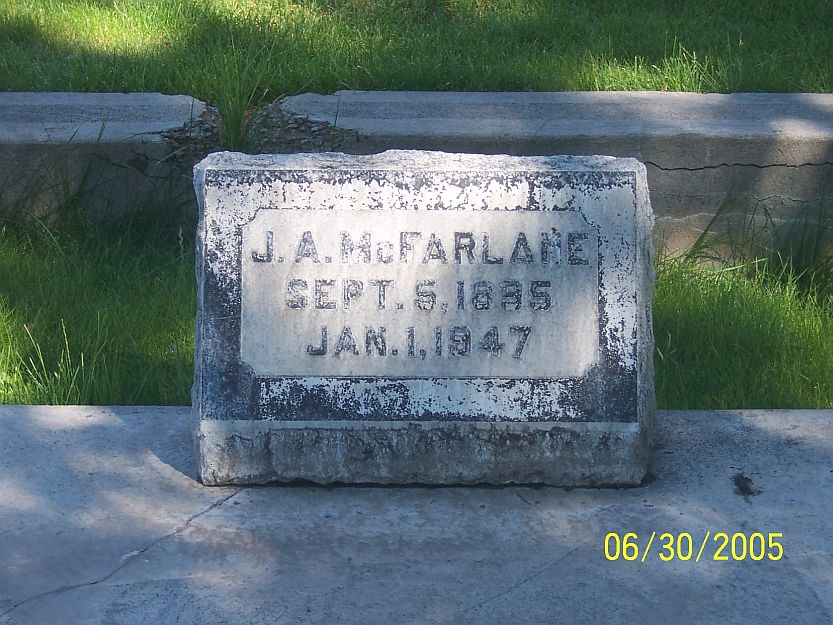 J. A. McFARLANE
SEPT. 5, 1885
JAN. 1, 1947
06/30/2005